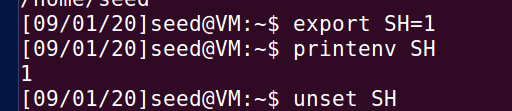 /home/seed
[09/01/20]seed@VM:~$ export SH=1
[09/01/20]seed@VM:~$ printenv SH
1
[09/01/20]seed@VM:~$ unset SH